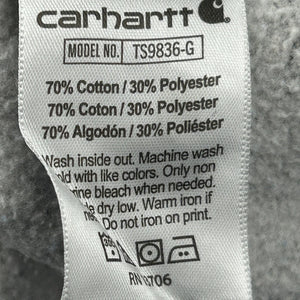 carhartt
MODEL NO. TS9836-G
70% Cotton / 30% Polyester
70% Coton / 30% Polyester
70% Algodón / 30% Poliéster
Wash inside out. Machine wash
with like colors. Only non
bleach when needed.
dry low. Warm iron if
Do not iron on print.
RN